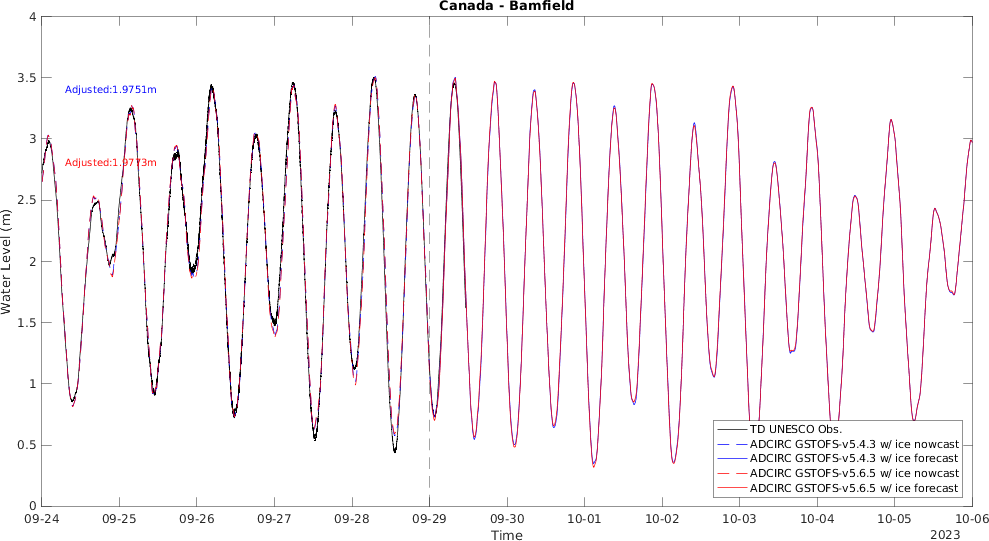 Canada - Bamfield
4
3.5
3
2.5
2
1.5
1
0.5
0
Water Level (m)
Adjusted:1.9751m
Adjusted:1.9773m
TD UNESCO Obs.
ADCIRC GSTOFS-v5.4.3 w/ ice nowcast
ADCIRC GSTOFS-v5.4.3 w/ ice forecast
ADCIRC GSTOFS-v5.6.5 w/ ice nowcast
ADCIRC GSTOFS-v5.6.5 w/ ice forecast
09-24 09-25 09-26 09-27 09-28 09-29 09-30 10-01 10-02 10-03 10-04 10-05 10-06
Time
2023